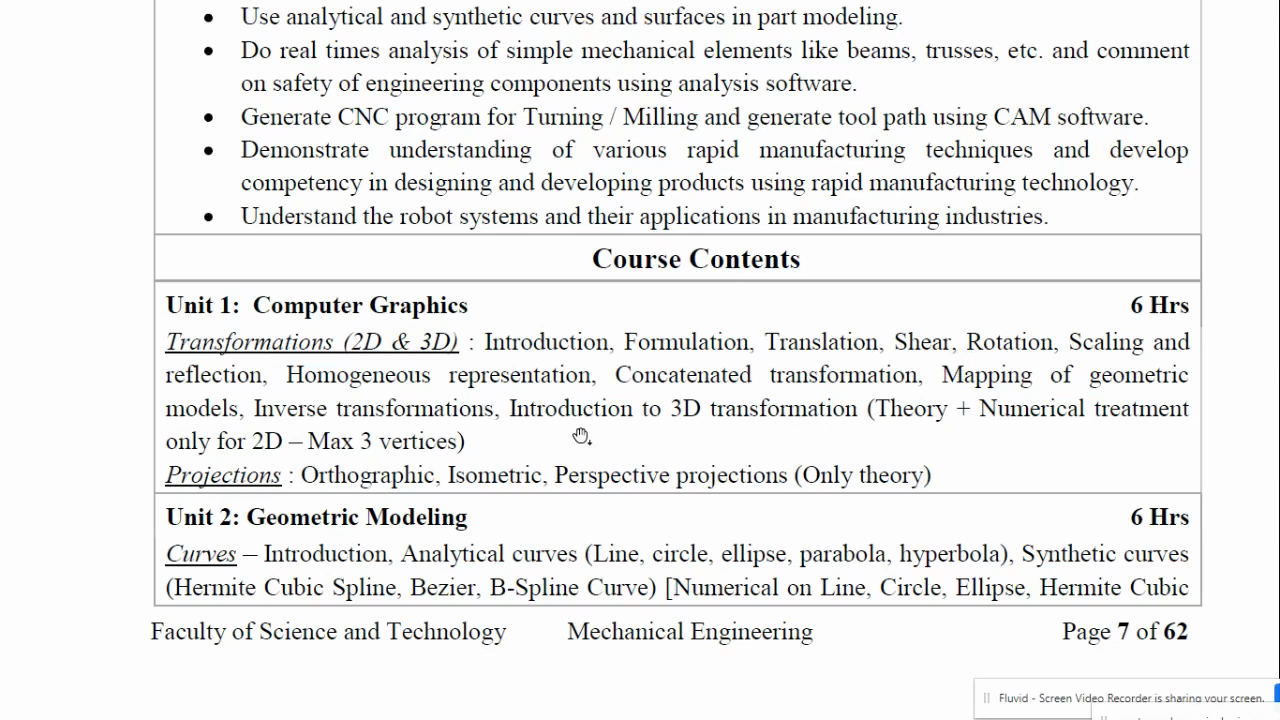 • Use analytical and synthetic curves and surfaces in part modeling.
• Do real times analysis of simple mechanical elements like beams, trusses, etc. and comment
on safety of engineering components using analysis software.
• Generate CNC program for Turning / Milling and generate tool path using CAM software.
• Demonstrate understanding of various rapid manufacturing techniques and develop
competency in designing and developing products using rapid manufacturing technology.
• Understand the robot systems and their applications in manufacturing industries.
Course Contents
Unit 1: Computer Graphics 6 Hrs
Transformations (2D & 3D) : Introduction, Formulation, Translation, Shear, Rotation, Scaling and
reflection, Homogeneous representation, Concatenated transformation, Mapping of geometric
models, Inverse transformations, Introduction to 3D transformation (Theory + Numerical treatment
only for 2D – Max 3 vertices)
Projections : Orthographic, Isometric, Perspective projections (Only theory)
Unit 2: Geometric Modeling 6 Hrs
Curves – Introduction, Analytical curves (Line, circle, ellipse, parabola, hyperbola), Synthetic curves
(Hermite Cubic Spline, Bezier, B-Spline Curve) [Numerical on Line, Circle, Ellipse, Hermite Cubic
Faculty of Science and Technology Mechanical Engineering Page 7 of 62
Fluvid - Screen Video Recorder is sharing your screen.